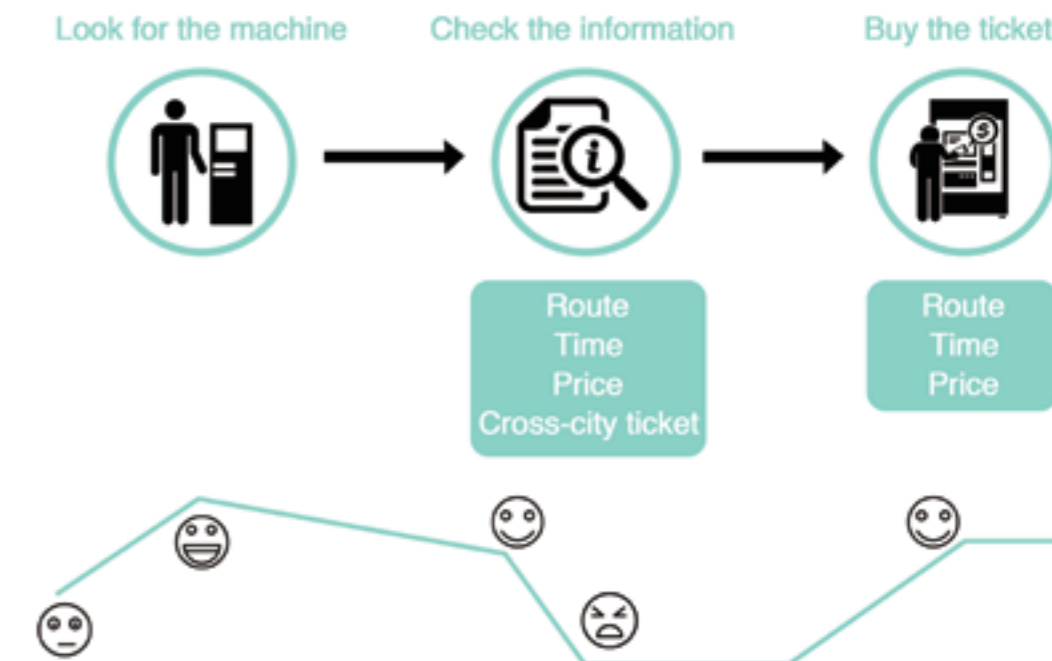 Look for the machine
Check the information
Buy the ticket
i
$
Route
Time
Price
Cross-city ticket
Route
Time
Price